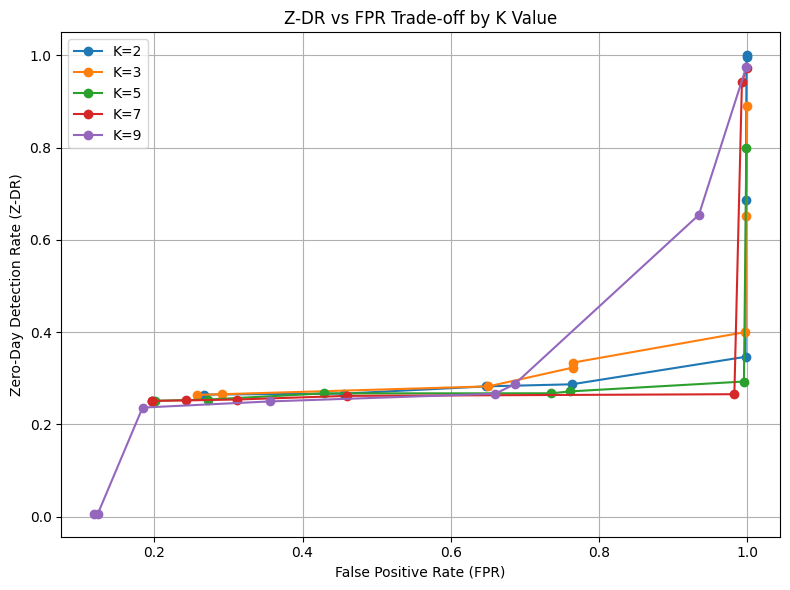 Z-DR vs FPR Trade-off by K Value
K=2
K=3
K=5
K=7
K=9
Zero-Day Detection Rate (Z-DR)
1.0
0.8
0.6
0.4
0.2
0.0
0.2 0.4 0.6 0.8 1.0
False Positive Rate (FPR)